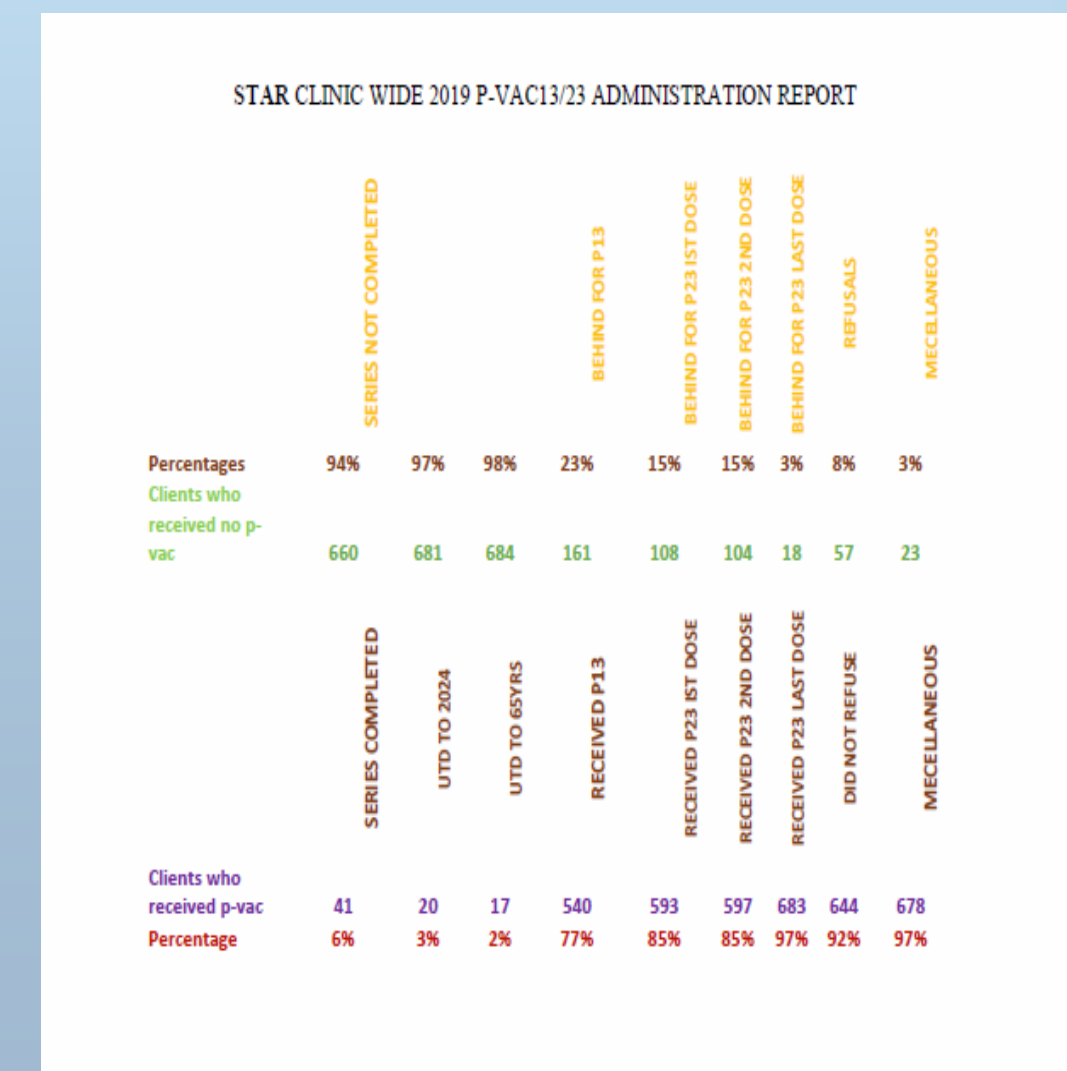 STAR CLINIC WIDE 2019 P-VAC13/23 ADMINISTRATION REPORT
SERIES NOT COMPLETED
BEHIND FOR P13
BEHIND FOR P23 IST DOSE
BEHIND FOR P23 2ND DOSE
BEHIND FOR P23 LAST DOSE
REFUSALS
MECELLANEOUS
Percentages 94% 97% 98% 23% 15% 15% 3% 8% 3%
Clients who
received no p-
vac 660 681 684 161 108 104 18 57 23
SERIES COMPLETED
UTD TO 2024
UTD TO 65YRS
RECEIVED P13
RECEIVED P23 IST DOSE
RECEIVED P23 2ND DOSE
RECEIVED P23 LAST DOSE
DID NOT REFUSE
MECELLANEOUS
Clients who
received p-vac 41 20 17 540 593 597 683 644 678
Percentage 6% 3% 2% 77% 85% 85% 97% 92% 97%